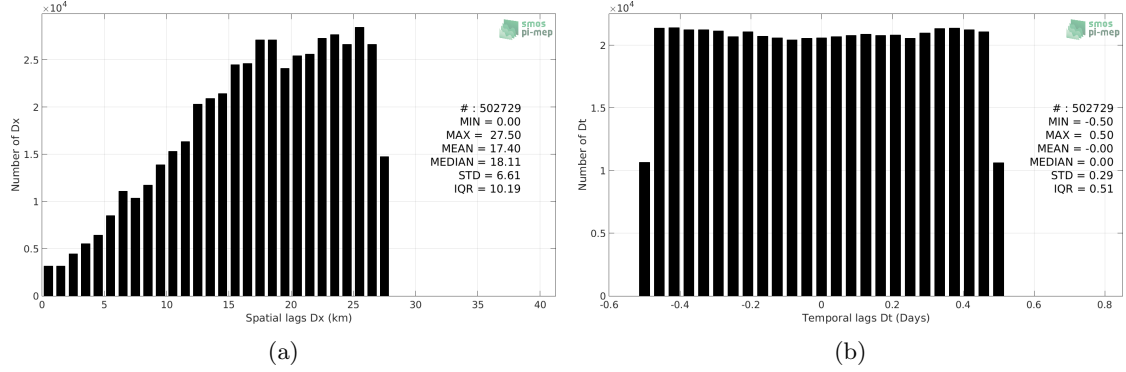 ×10⁴
smos
pi-mep
2.5
2
1.5
1
0.5
0
Number of Dx
# : 502729
MIN = 0.00
MAX = 27.50
MEAN = 17.40
MEDIAN = 18.11
STD = 6.61
IQR = 10.19
0 5 10 15 20 25 30 35 40
Spatial lags Dx (km)
(a)
×10⁴
smos
pi-mep
2
1.5
1
0.5
0
Number of Dt
# : 502729
MIN = -0.50
MAX = 0.50
MEAN = -0.00
MEDIAN = 0.00
STD = 0.29
IQR = 0.51
-0.6 -0.4 -0.2 0 0.2 0.4 0.6 0.8
Temporal lags Dt (Days)
(b)